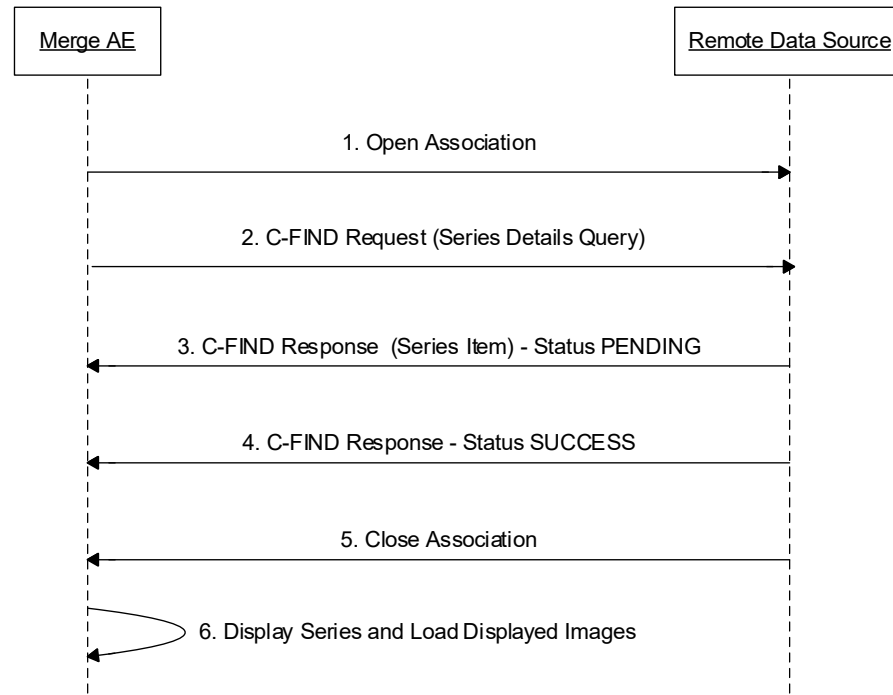 Merge AE
Remote Data Source
1. Open Association
2. C-FIND Request (Series Details Query)
3. C-FIND Response (Series Item) - Status PENDING
4. C-FIND Response - Status SUCCESS
5. Close Association
6. Display Series and Load Displayed Images